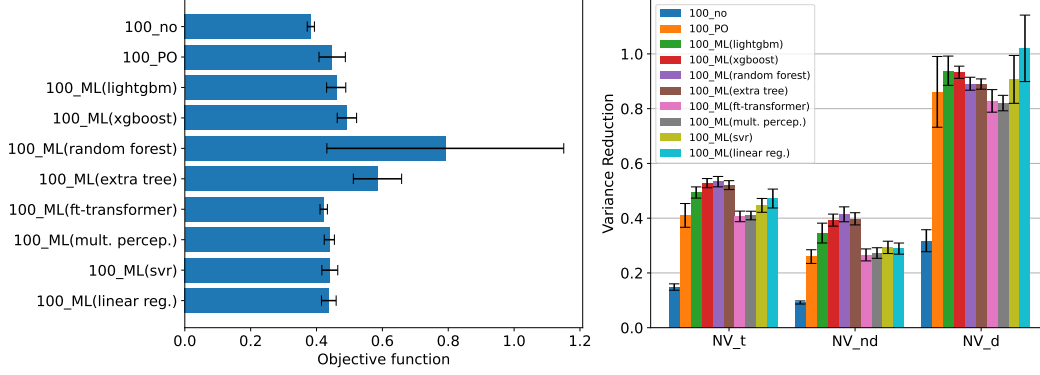 100_no
100_PO
100_ML(lightgbm)
100_ML(xgboost)
100_ML(random forest)
100_ML(extra tree)
100_ML(ft-transformer)
100_ML(mult. percep.)
100_ML(svr)
100_ML(linear reg.)
0.0 0.2 0.4 0.6 0.8 1.0 1.2
Objective function
Variance Reduction
1.0
0.8
0.6
0.4
0.2
0.0
100_no
100_PO
100_ML(lightgbm)
100_ML(xgboost)
100_ML(random forest)
100_ML(extra tree)
100_ML(ft-transformer)
100_ML(mult. percep.)
100_ML(svr)
100_ML(linear reg.)
NV_t NV_nd NV_d